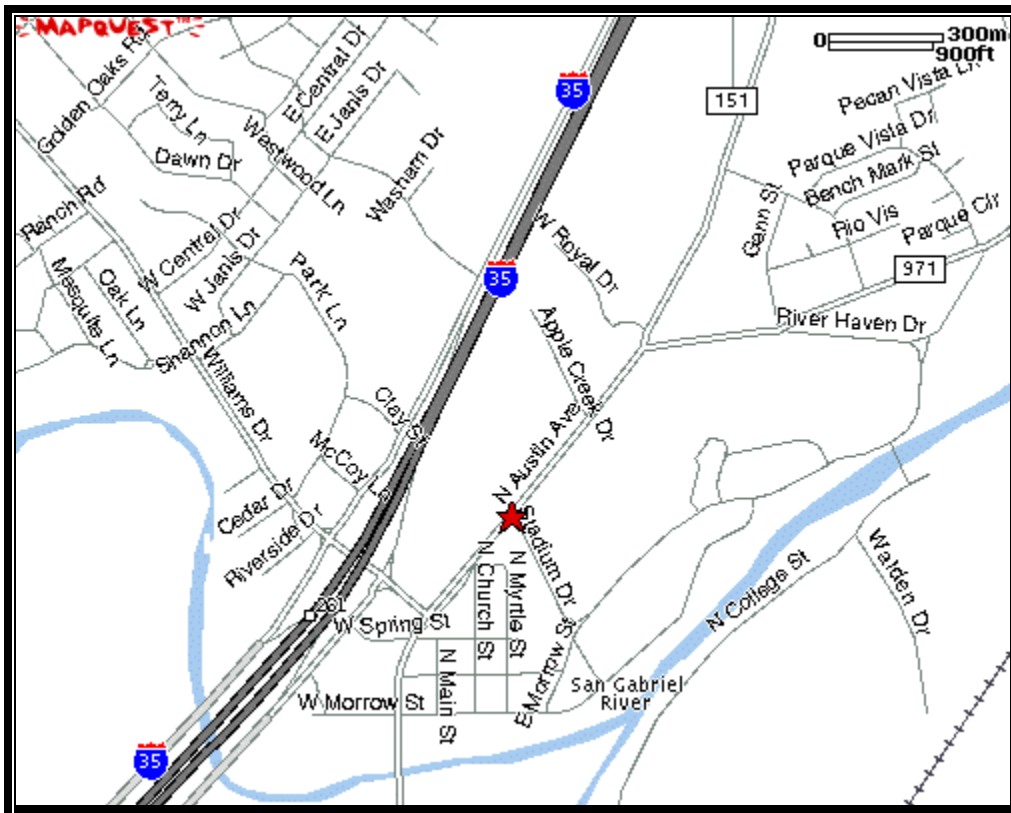 MAPQUEST™
0 300m
900ft
35
151
Golden Oaks Rd
E Central Dr
E Janis Dr
Terry Ln
Dawn Dr
Westwood Ln
Washam Dr
Pecan Vista Ln
Parque Vista Dr
Bench Mark St
Rio Vis
Parque Cir
Gann St
Ranch Rd
W Central Dr
W Janis Dr
Park Ln
W Royal Dr
35
971
Mesquite Ln
Oak Ln
Shannon Ln
Williams Dr
Apple Creek Dr
River Haven Dr
Clay St
McCoy Ln
N Austin Ave
Cedar Dr
Riverside Dr
Stadium Dr
N Church St
N Myrtle St
N College St
Walden Dr
261
W Spring St
N Main St
E Morrow St
W Morrow St
San Gabriel
River
35